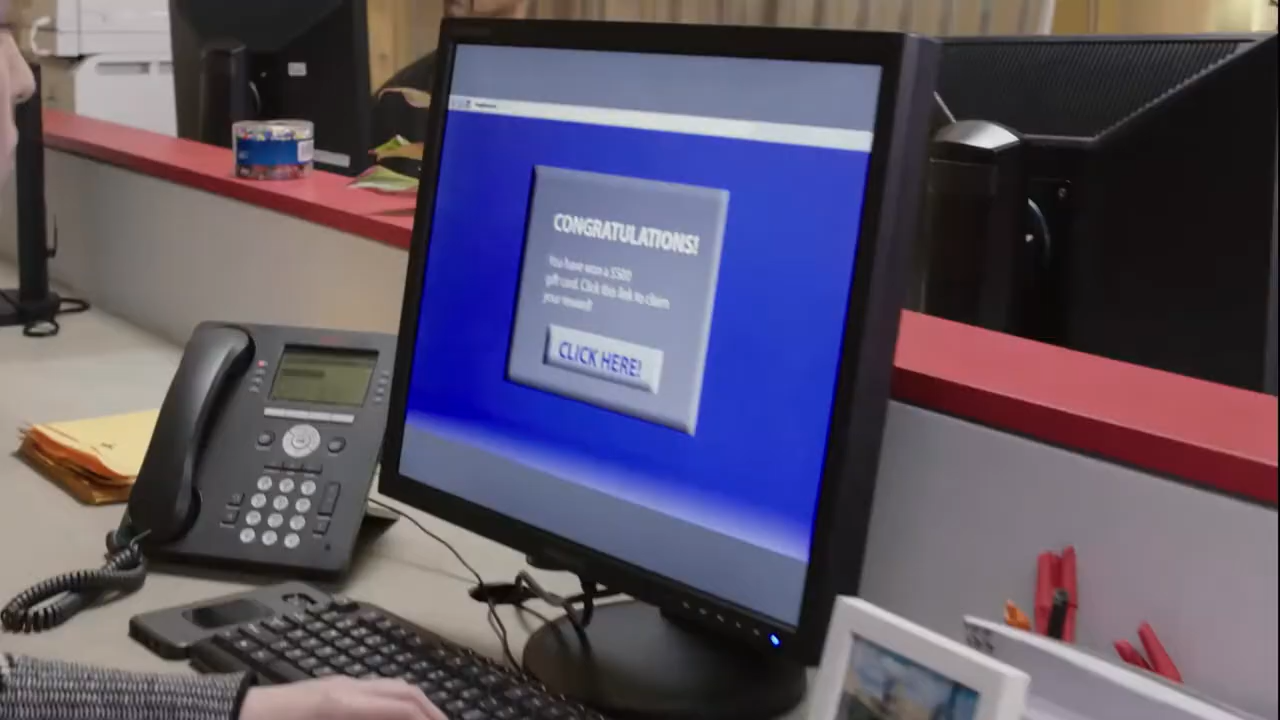 CONGRATULATIONS!
You have won a $500
gift card. Click this link to claim
your reward!
CLICK HERE!